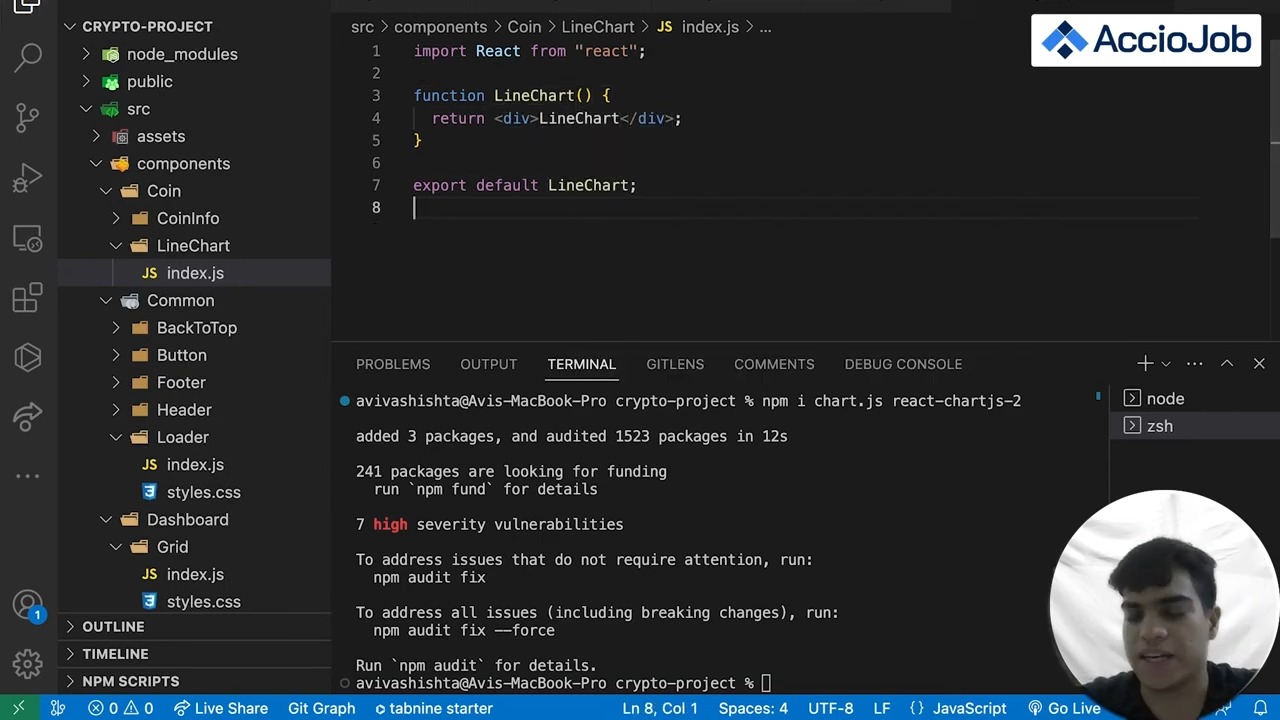 CRYPTO-PROJECT
node_modules
public
src
assets
components
Coin
CoinInfo
LineChart
JS index.js
Common
BackToTop
Button
Footer
Header
Loader
JS index.js
styles.css
Dashboard
Grid
JS index.js
styles.css
OUTLINE
TIMELINE
NPM SCRIPTS
1
src > components > Coin > LineChart > JS index.js > ...
AccioJob
1 import React from "react";
2
3 function LineChart() {
4 return <div>LineChart</div>;
5 }
6
7 export default LineChart;
8
PROBLEMS OUTPUT TERMINAL GITLENS COMMENTS DEBUG CONSOLE
avivashishta@Avis-MacBook-Pro crypto-project % npm i chart.js react-chartjs-2
added 3 packages, and audited 1523 packages in 12s
241 packages are looking for funding
run `npm fund` for details
7 high severity vulnerabilities
To address issues that do not require attention, run:
npm audit fix
To address all issues (including breaking changes), run:
npm audit fix --force
Run `npm audit` for details.
avivashishta@Avis-MacBook-Pro crypto-project %
node
zsh
0 0 Live Share Git Graph tabnine starter Ln 8, Col 1 Spaces: 4 UTF-8 LF {} JavaScript Go Live